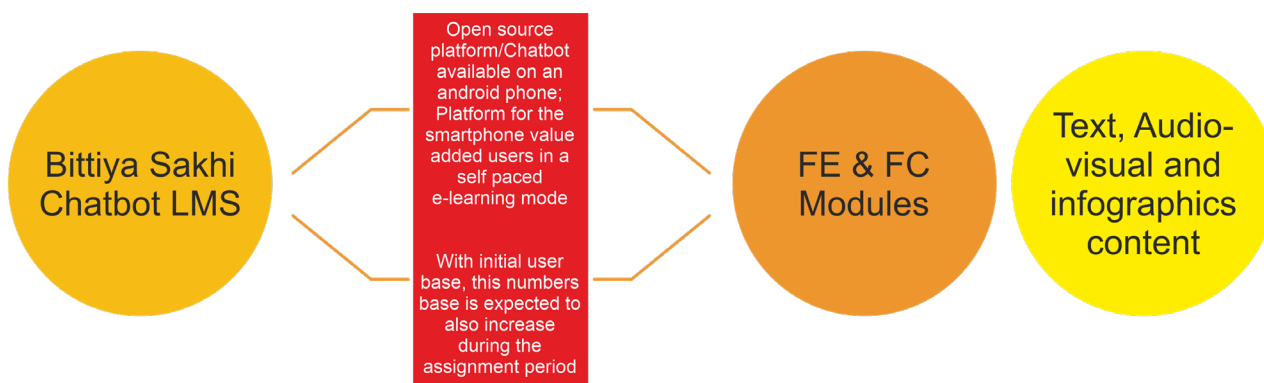 Bittiya Sakhi
Chatbot LMS
Open source
platform/Chatbot
available on an
android phone;
Platform for the
smartphone value
added users in a
self paced
e-learning mode
With initial user
base, this numbers
base is expected to
also increase
during the
assignment period
FE & FC
Modules
Text, Audio-
visual and
infographics
content